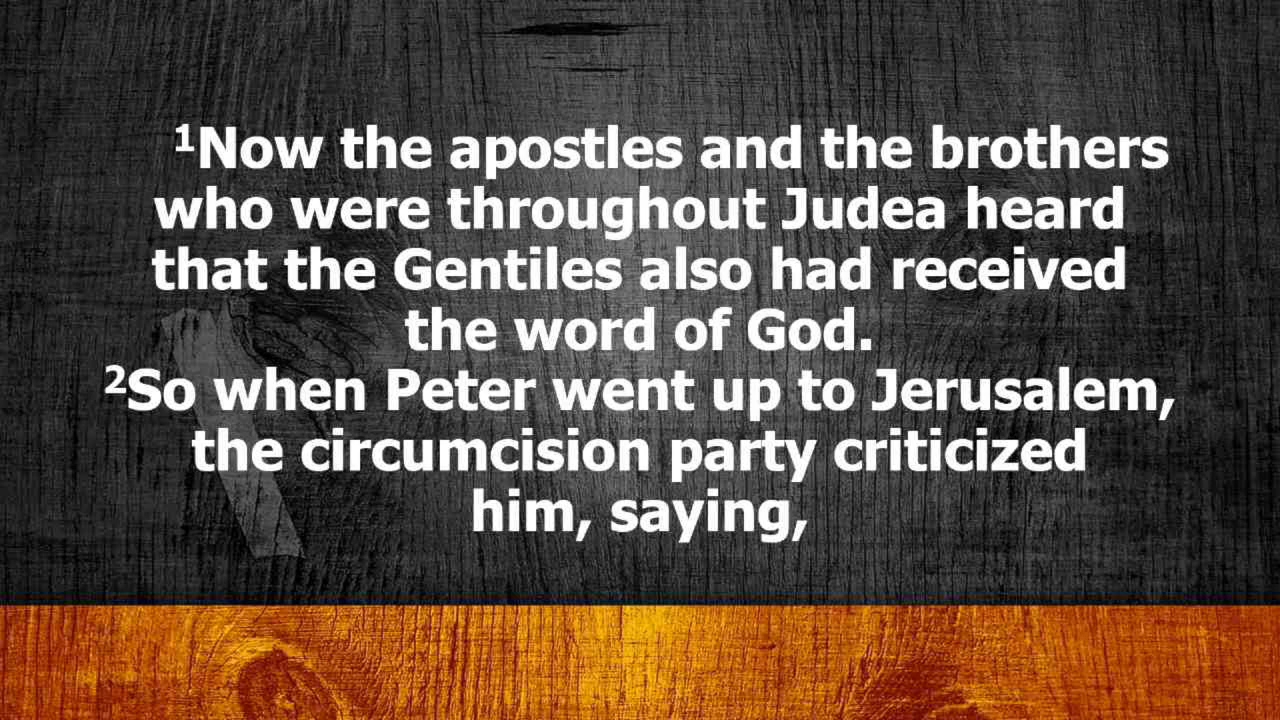 ¹Now the apostles and the brothers
who were throughout Judea heard
that the Gentiles also had received
the word of God.
²So when Peter went up to Jerusalem,
the circumcision party criticized
him, saying,